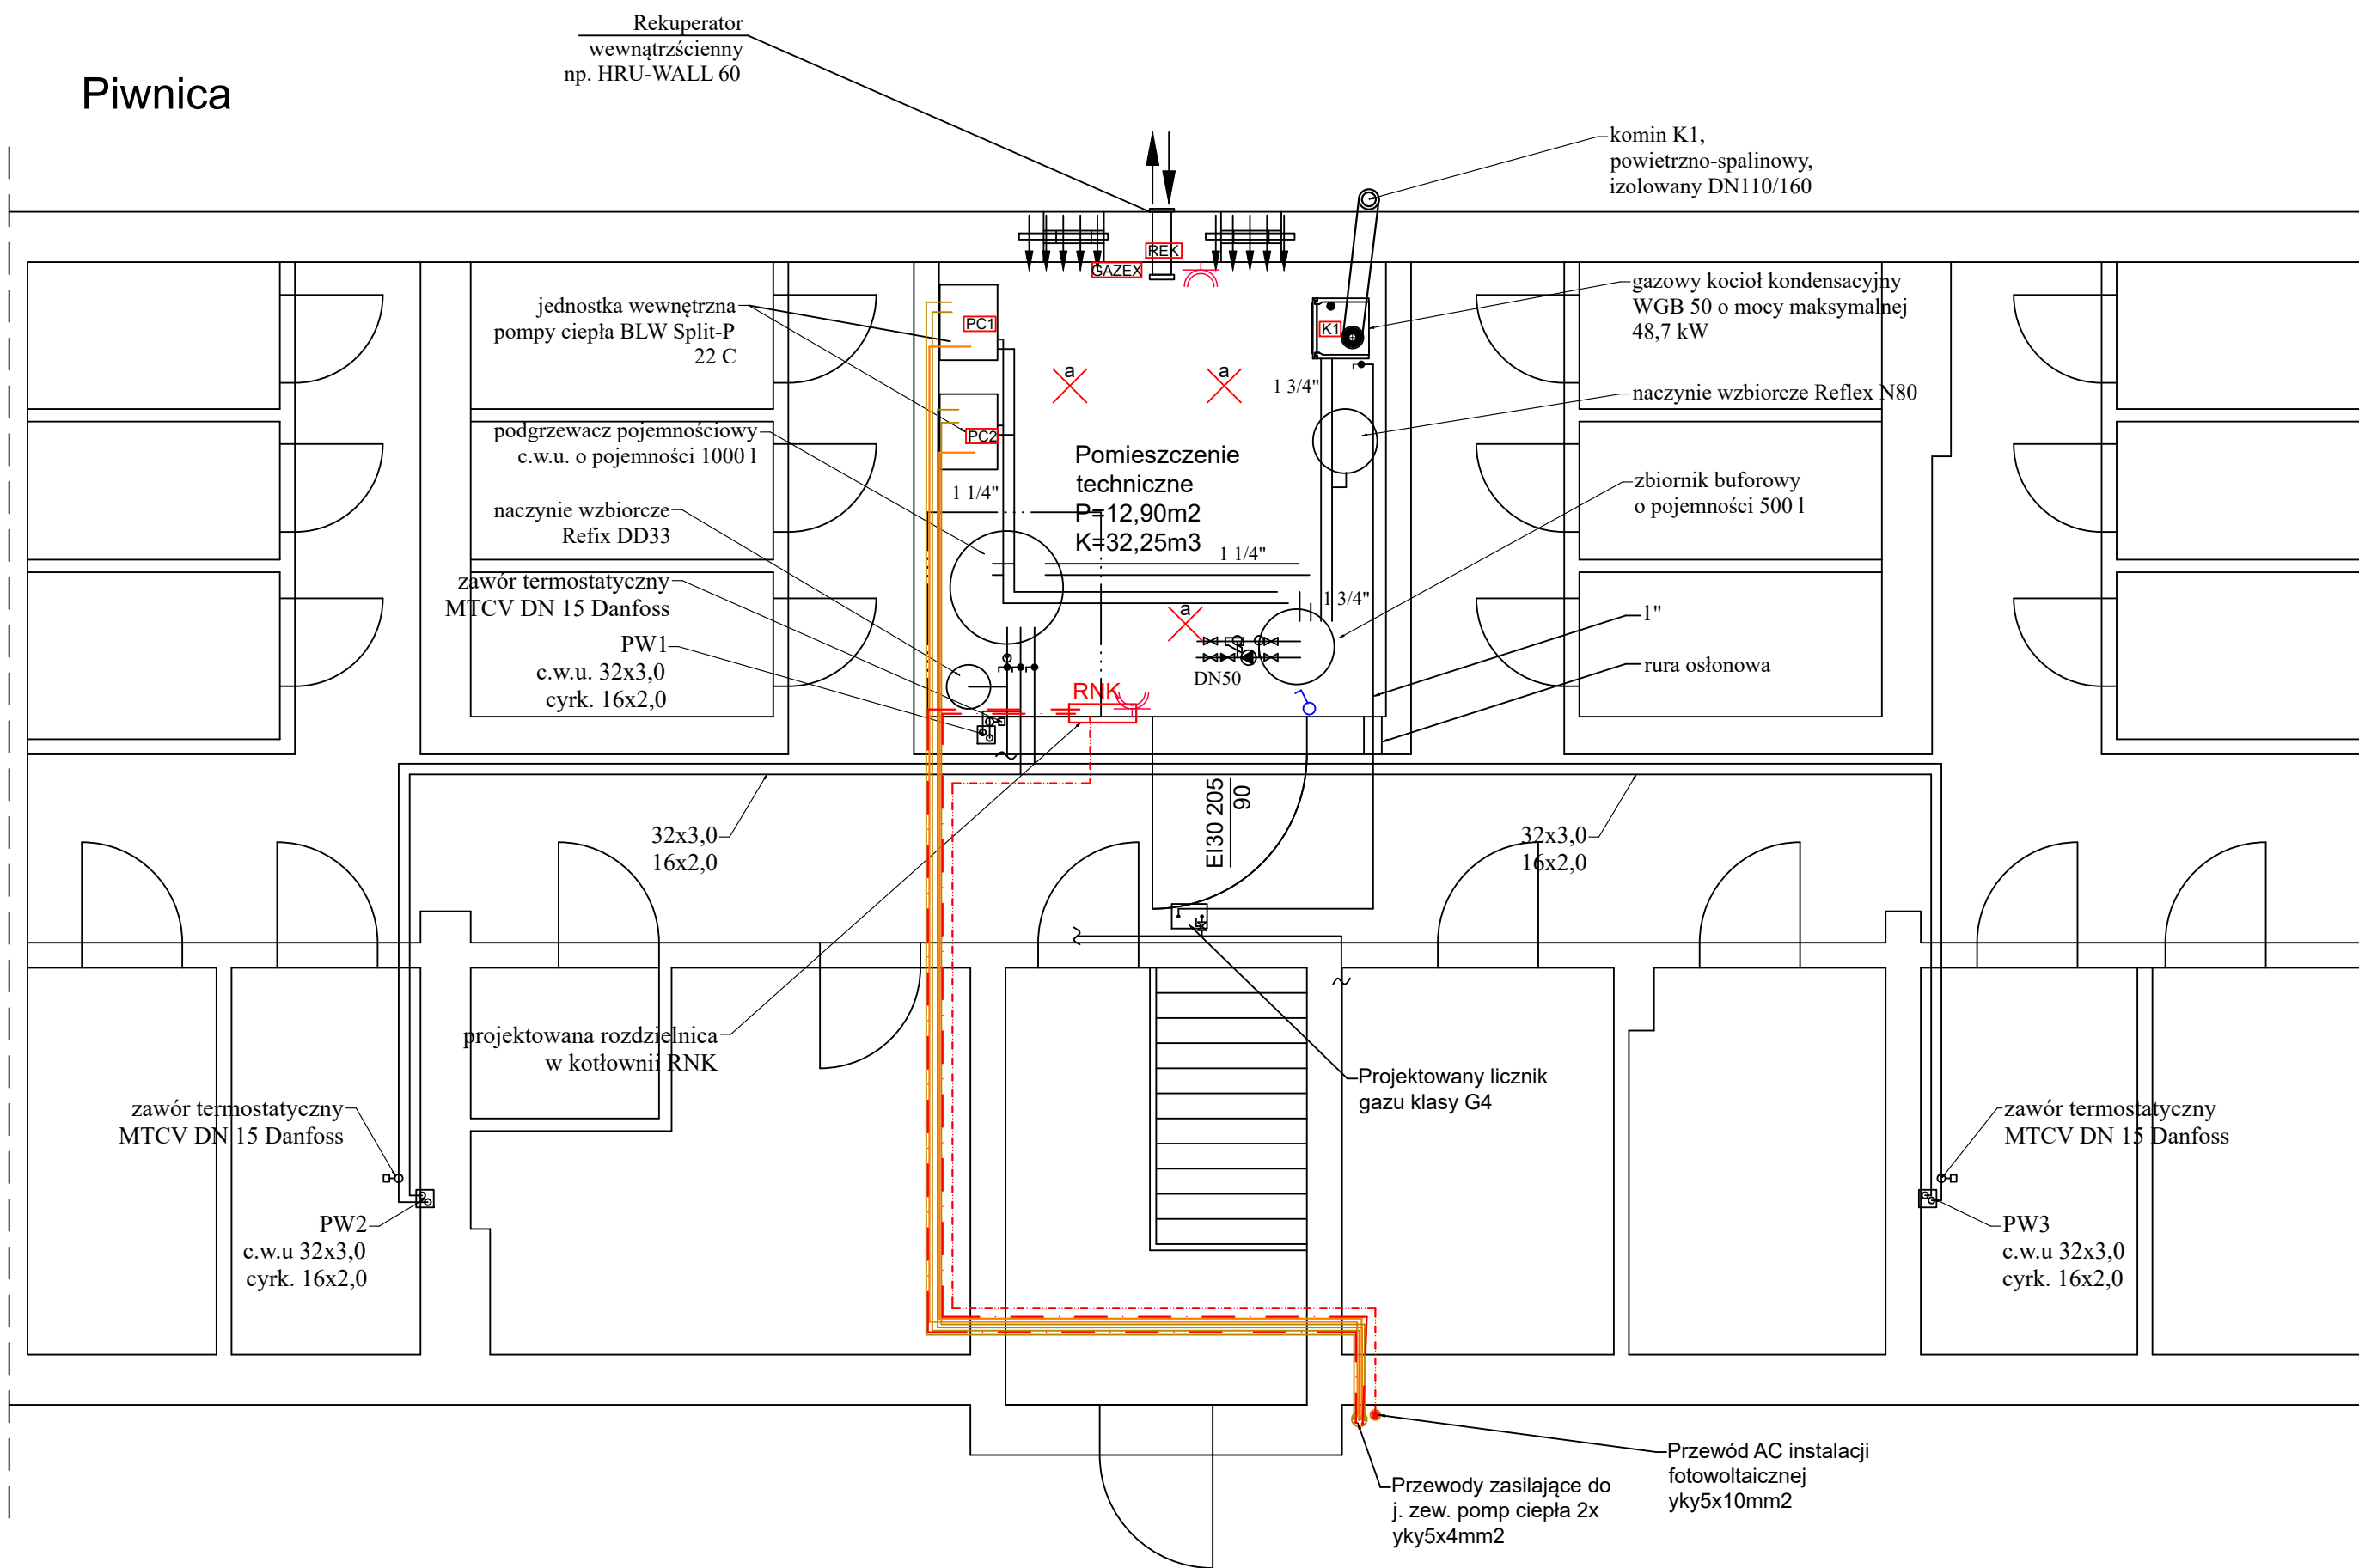 Piwnica
Rekuperator
wewnątrzścienny
np. HRU-WALL 60
komin K1,
powietrzno-spalinowy,
izolowany DN110/160
REK
GAZEX
jednostka wewnętrzna
pompy ciepła BLW Split-P
22 C
PC1
K1
gazowy kocioł kondensacyjny
WGB 50 o mocy maksymalnej
48,7 kW
a
a
1 3/4"
naczynie wzbiorcze Reflex N80
podgrzewacz pojemnościowy
c.w.u. o pojemności 1000 l
PC2
Pomieszczenie
techniczne
P=12,90m2
K=32,25m3
1 1/4"
zbiornik buforowy
o pojemności 500 l
naczynie wzbiorcze
Refix DD33
1 1/4"
zawór termostatyczny
MTCV DN 15 Danfoss
1 3/4"
a
1"
PW1
c.w.u. 32x3,0
cyrk. 16x2,0
rura osłonowa
DN50
RNK
EI30 205
90
32x3,0
16x2,0
32x3,0
16x2,0
projektowana rozdzielnica
w kotłownii RNK
Projektowany licznik
gazu klasy G4
zawór termostatyczny
MTCV DN 15 Danfoss
zawór termostatyczny
MTCV DN 15 Danfoss
PW2
c.w.u 32x3,0
cyrk. 16x2,0
PW3
c.w.u 32x3,0
cyrk. 16x2,0
Przewód AC instalacji
fotowoltaicznej
yky5x10mm2
Przewody zasilające do
j. zew. pomp ciepła 2x
yky5x4mm2